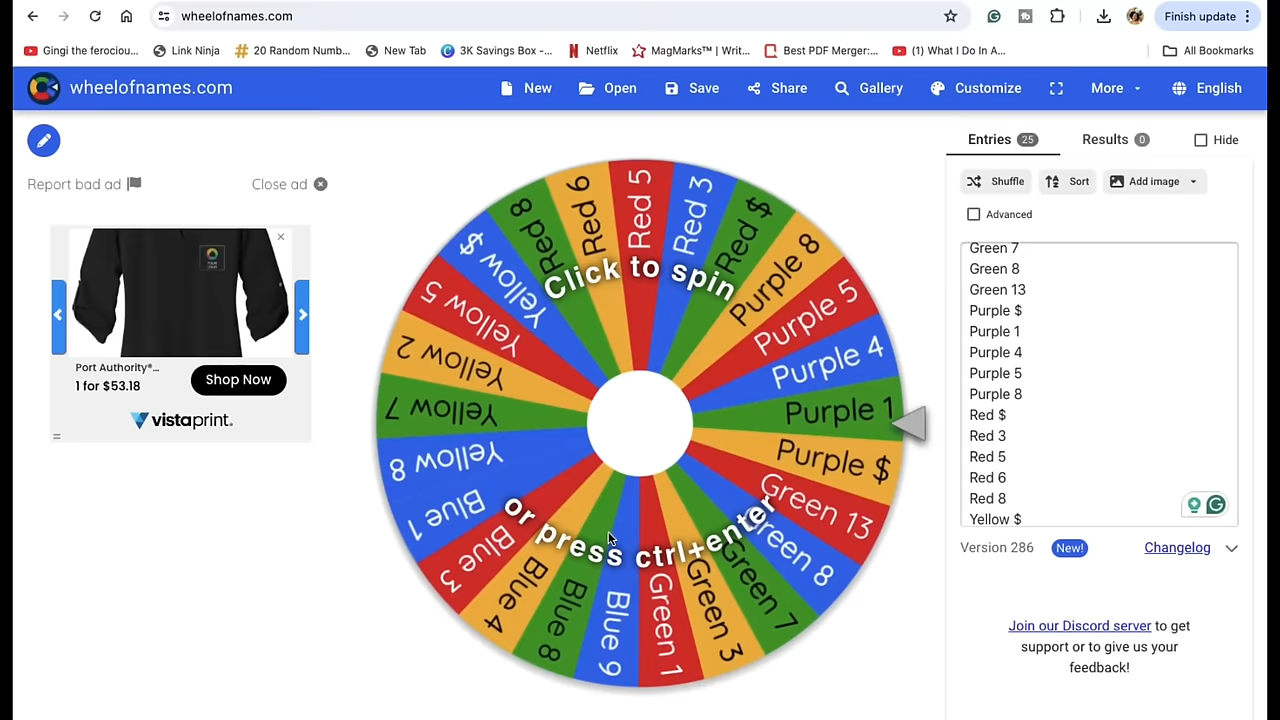 wheelofnames.com
Finish update
Gingi the ferociou...
Link Ninja
20 Random Numb...
New Tab
3K Savings Box -...
Netflix
MagMarks™ | Writ...
Best PDF Merger:...
(1) What I Do In A...
All Bookmarks
wheelofnames.com
New
Open
Save
Share
Gallery
Customize
More
English
Report bad ad
Close ad
Port Authority®...
1 for $53.18
Shop Now
vistaprint.
Click to spin
or press ctrl+enter
Red 5
Red 3
Red $
Purple 8
Purple 5
Purple 4
Purple 1
Purple $
Green 13
Green 8
Green 7
Green 3
Green 1
Blue 9
Blue 8
Blue 4
Blue 3
Blue 1
Yellow 8
Yellow 7
Yellow 2
Yellow 5
Yellow $
Red 8
Red 6
Entries 25
Results 0
Hide
Shuffle
Sort
Add image
Advanced
Green 7
Green 8
Green 13
Purple $
Purple 1
Purple 4
Purple 5
Purple 8
Red $
Red 3
Red 5
Red 6
Red 8
Yellow $
Version 286
New!
Changelog
Join our Discord server to get
support or to give us your
feedback!